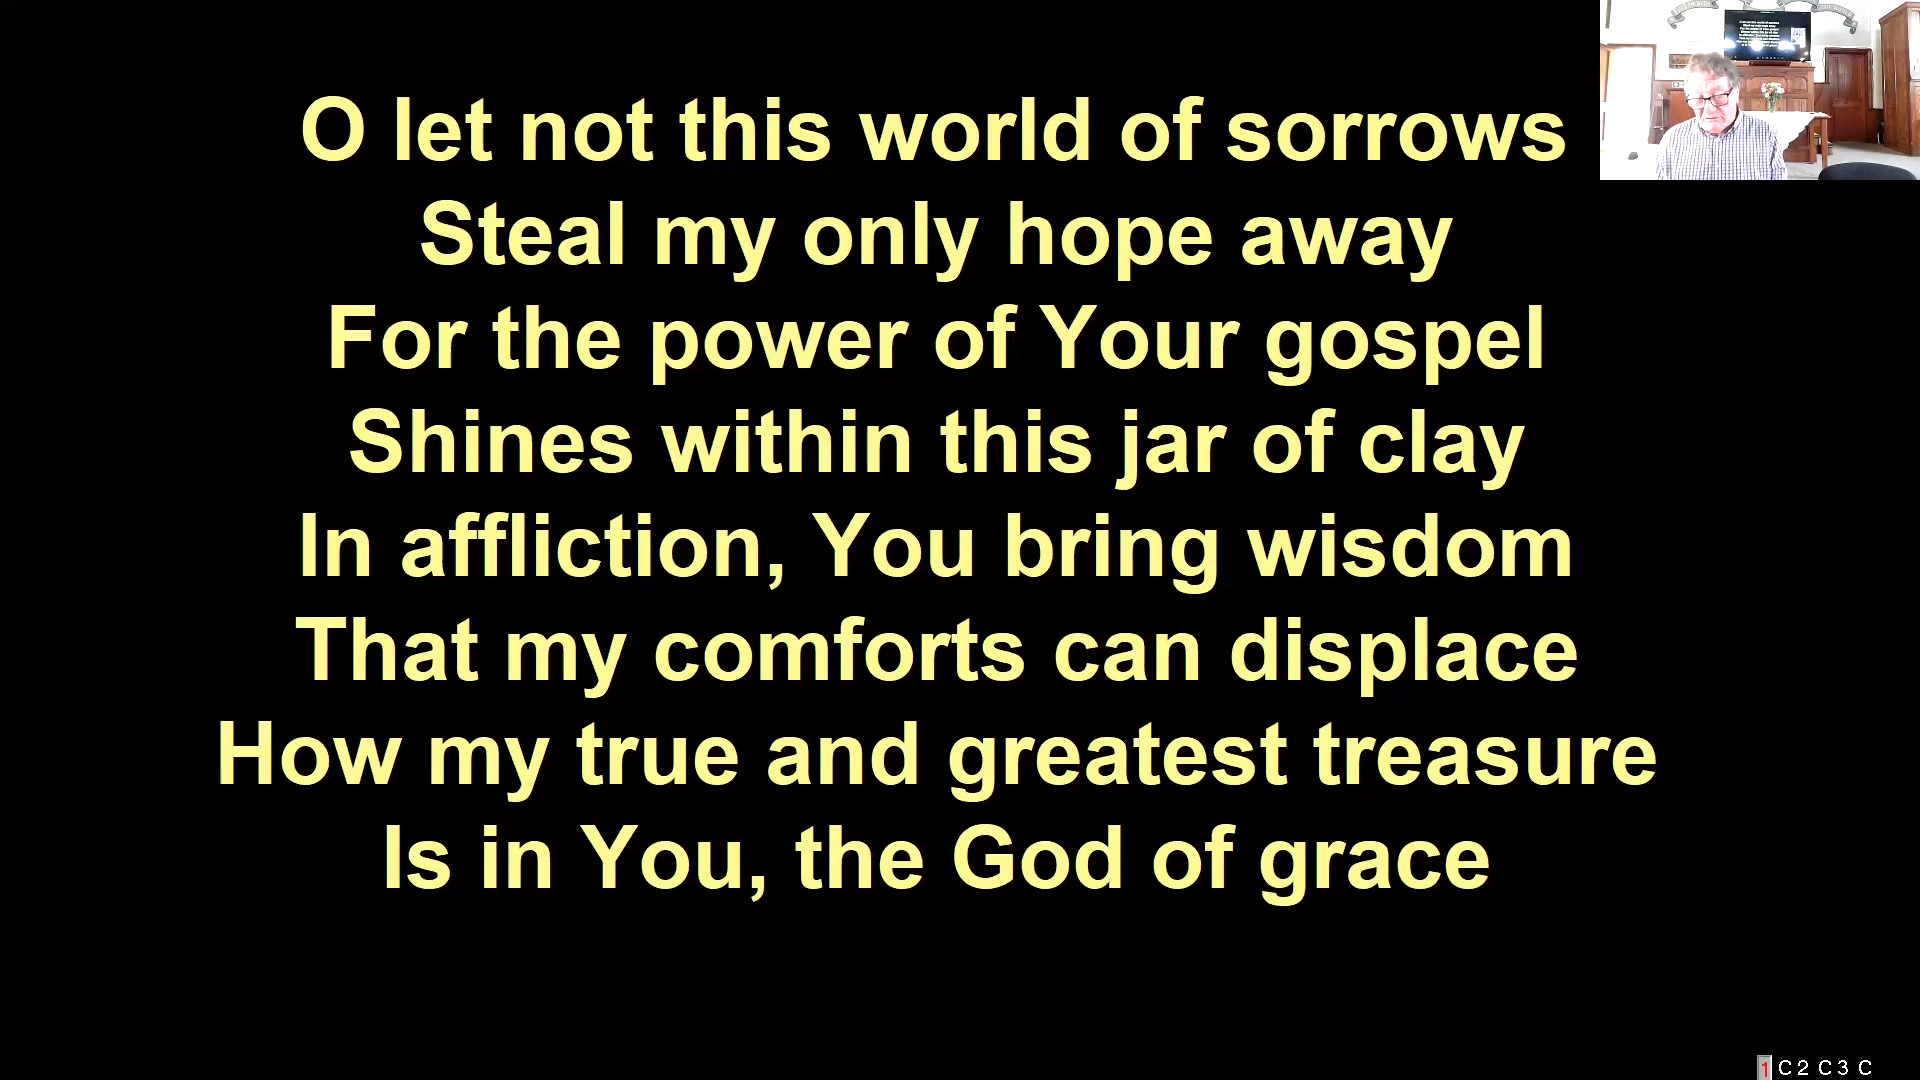 O let not this world of sorrows
Steal my only hope away
For the power of Your gospel
Shines within this jar of clay
In affliction, You bring wisdom
That my comforts can displace
How my true and greatest treasure
Is in You, the God of grace
1 C 2 C 3 C